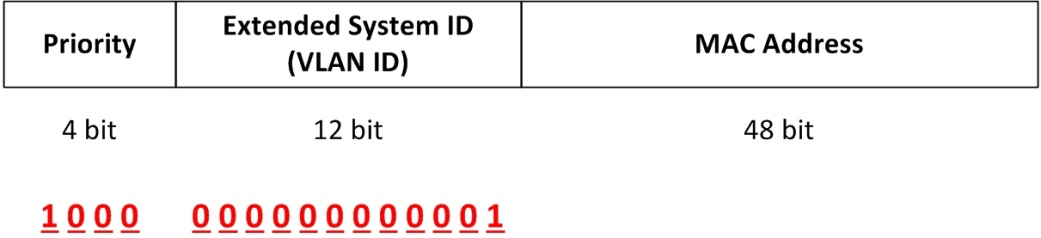 Priority Extended System ID (VLAN ID) MAC Address
4 bit 12 bit 48 bit
1 0 0 0 0 0 0 0 0 0 0 0 0 0 0 1